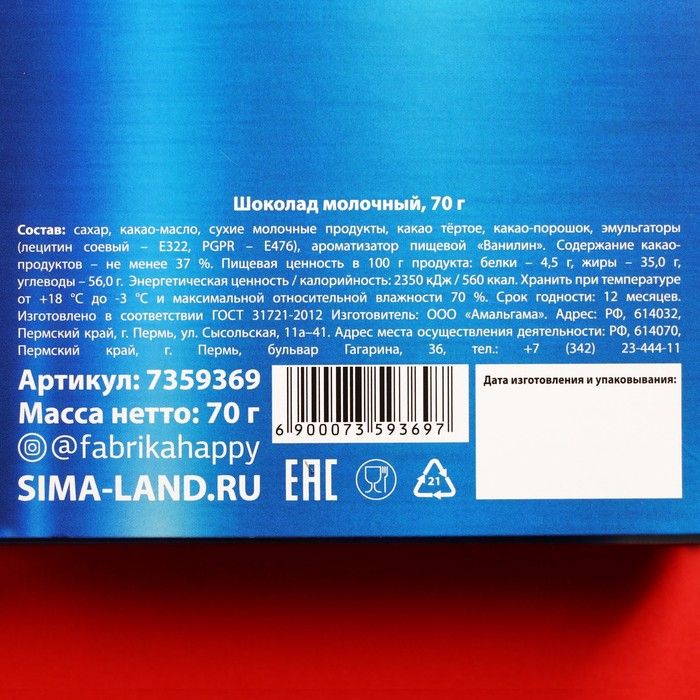 Шоколад молочный, 70 г
Состав: сахар, какао-масло, сухие молочные продукты, какао тёртое, какао-порошок, эмульгаторы
(лецитин соевый – Е322, PGPR – Е476), ароматизатор пищевой «Ванилин». Содержание какао-
продуктов – не менее 37 %. Пищевая ценность в 100 г продукта: белки – 4,5 г, жиры – 35,0 г,
углеводы – 56,0 г. Энергетическая ценность / калорийность: 2350 кДж / 560 ккал. Хранить при температуре
от +18 °С до -3 °С и максимальной относительной влажности 70 %. Срок годности: 12 месяцев.
Изготовлено в соответствии ГОСТ 31721-2012 Изготовитель: ООО «Амальгама». Адрес: РФ, 614032,
Пермский край, г. Пермь, ул. Сысольская, 11а–41. Адрес места осуществления деятельности: РФ, 614070,
Пермский край, г. Пермь, бульвар Гагарина, 36, тел.: +7 (342) 23-444-11
Артикул: 7359369
Масса нетто: 70 г
@fabrikahappy
SIMA-LAND.RU
6 900073 593697
EAC
21
Дата изготовления и упаковывания: